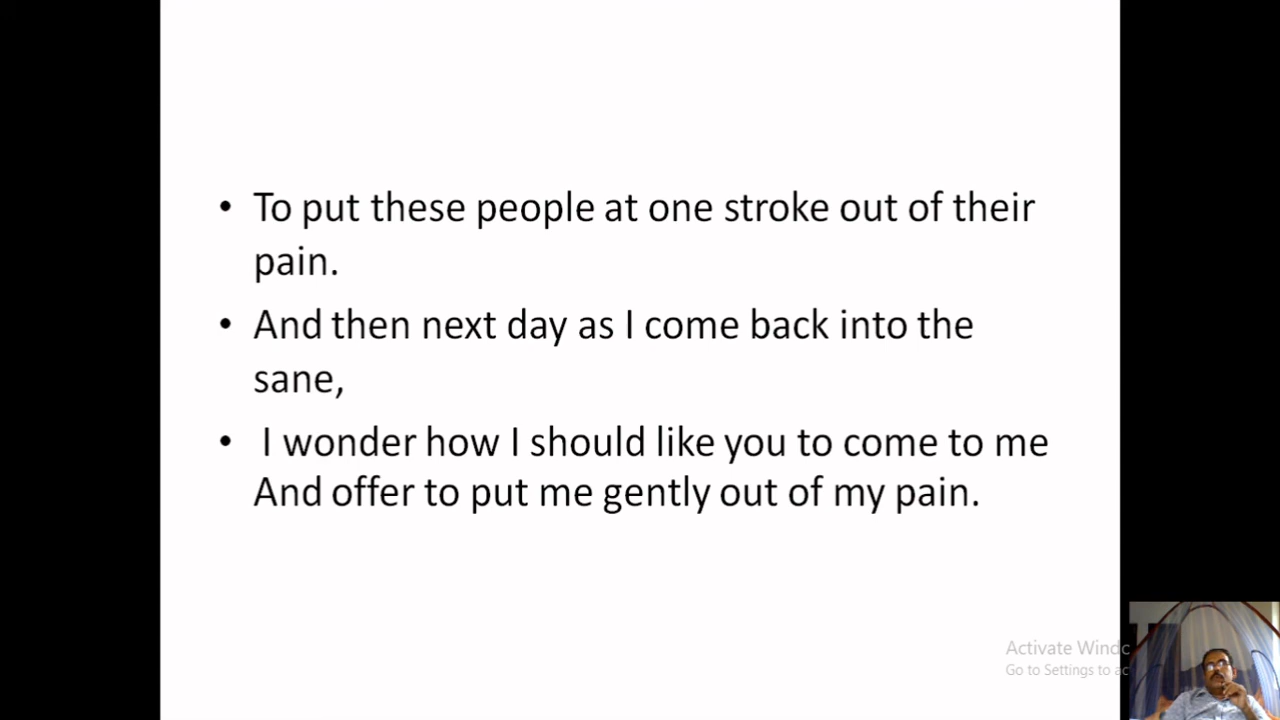 • To put these people at one stroke out of their
pain.
• And then next day as I come back into the
sane,
• I wonder how I should like you to come to me
And offer to put me gently out of my pain.
Activate Windo
Go to Settings to ac